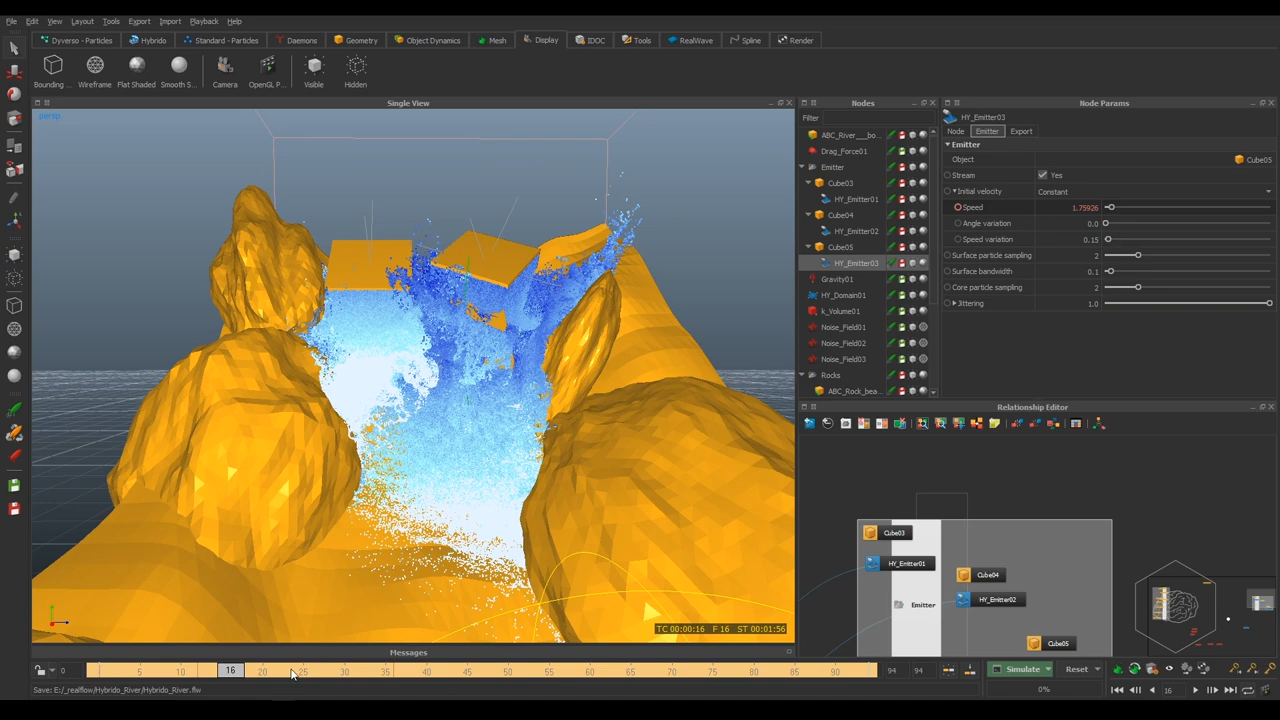 File Edit View Layout Tools Export Import Playback Help
Dyverso - Particles Hybrido Standard - Particles Daemons Geometry Object Dynamics Mesh Display IDOC Tools RealWave Spline Render
Bounding ... Wireframe Flat Shaded Smooth S... Camera OpenGL P... Visible Hidden
Single View
Nodes
Node Params
persp
Filter
ABC_River___bo...
Drag_Force01
Emitter
Cube03
HY_Emitter01
Cube04
HY_Emitter02
Cube05
HY_Emitter03
Gravity01
HY_Domain01
k_Volume01
Noise_Field01
Noise_Field02
Noise_Field03
Rocks
ABC_Rock_bea...
HY_Emitter03
Node Emitter Export
Emitter
Object Cube05
Stream Yes
Initial velocity Constant
Speed 1.75926
Angle variation 0.0
Speed variation 0.15
Surface particle sampling 2
Surface bandwidth 0.1
Core particle sampling 2
Jittering 1.0
Relationship Editor
Cube03
HY_Emitter01
Cube04
HY_Emitter02
Emitter
Cube05
TC 00:00:16 F 16 ST 00:01:56
Messages
0 5 10 16 20 25 30 35 40 45 50 55 60 65 70 75 80 85 90 94 94
Simulate Reset
0%
16
Save: E:/_realflow/Hybrido_River/Hybrido_River.flw